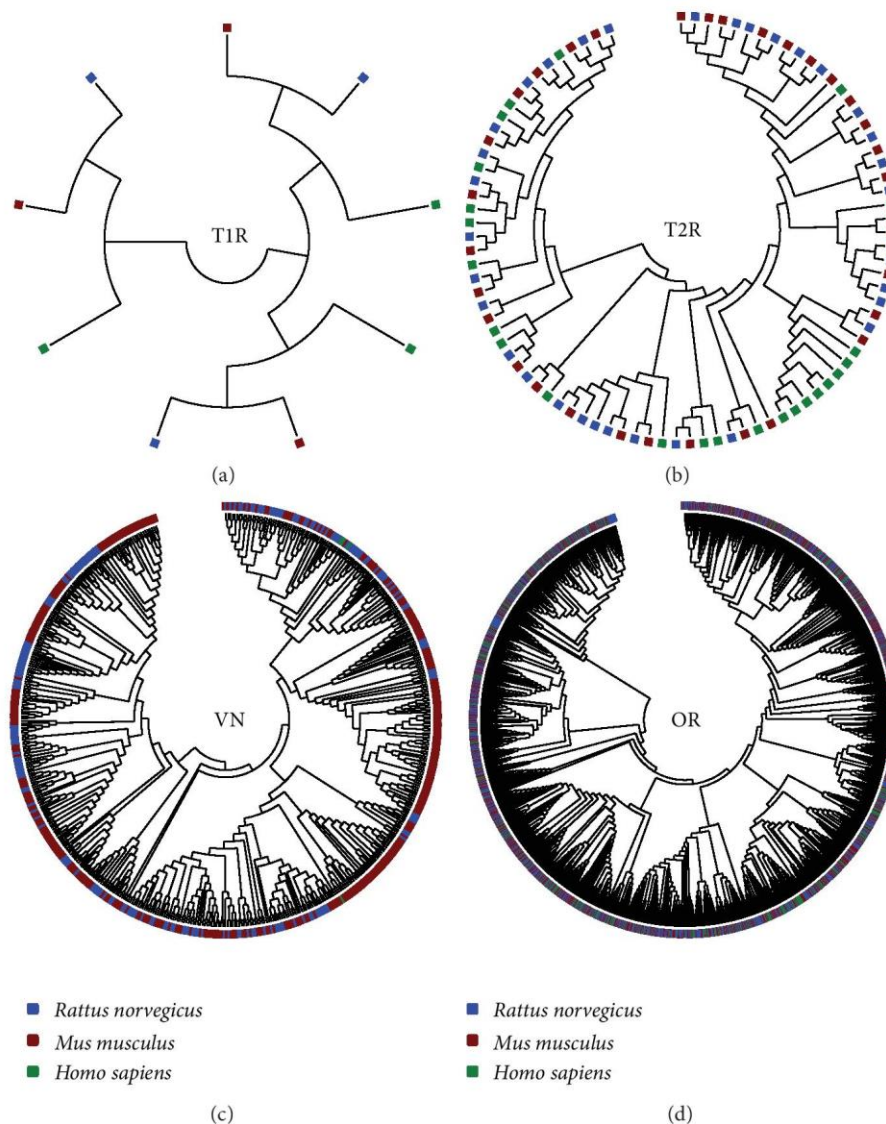 T1R
T2R
(a)
(b)
VN
OR
Rattus norvegicus
Mus musculus
Homo sapiens
(c)
Rattus norvegicus
Mus musculus
Homo sapiens
(d)